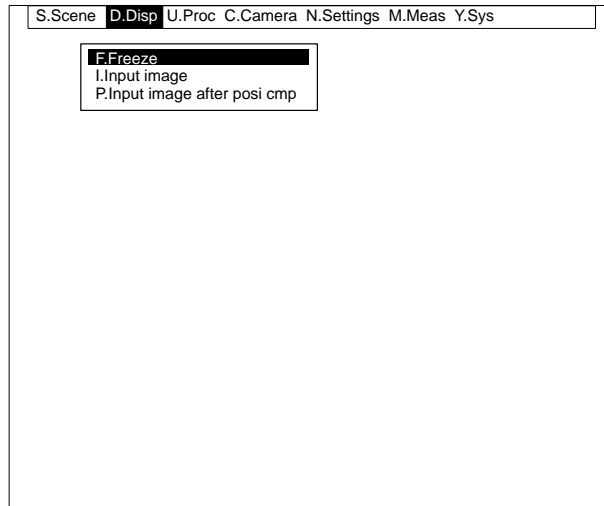 S.Scene D.Disp U.Proc C.Camera N.Settings M.Meas Y.Sys
F.Freeze
I.Input image
P.Input image after posi cmp